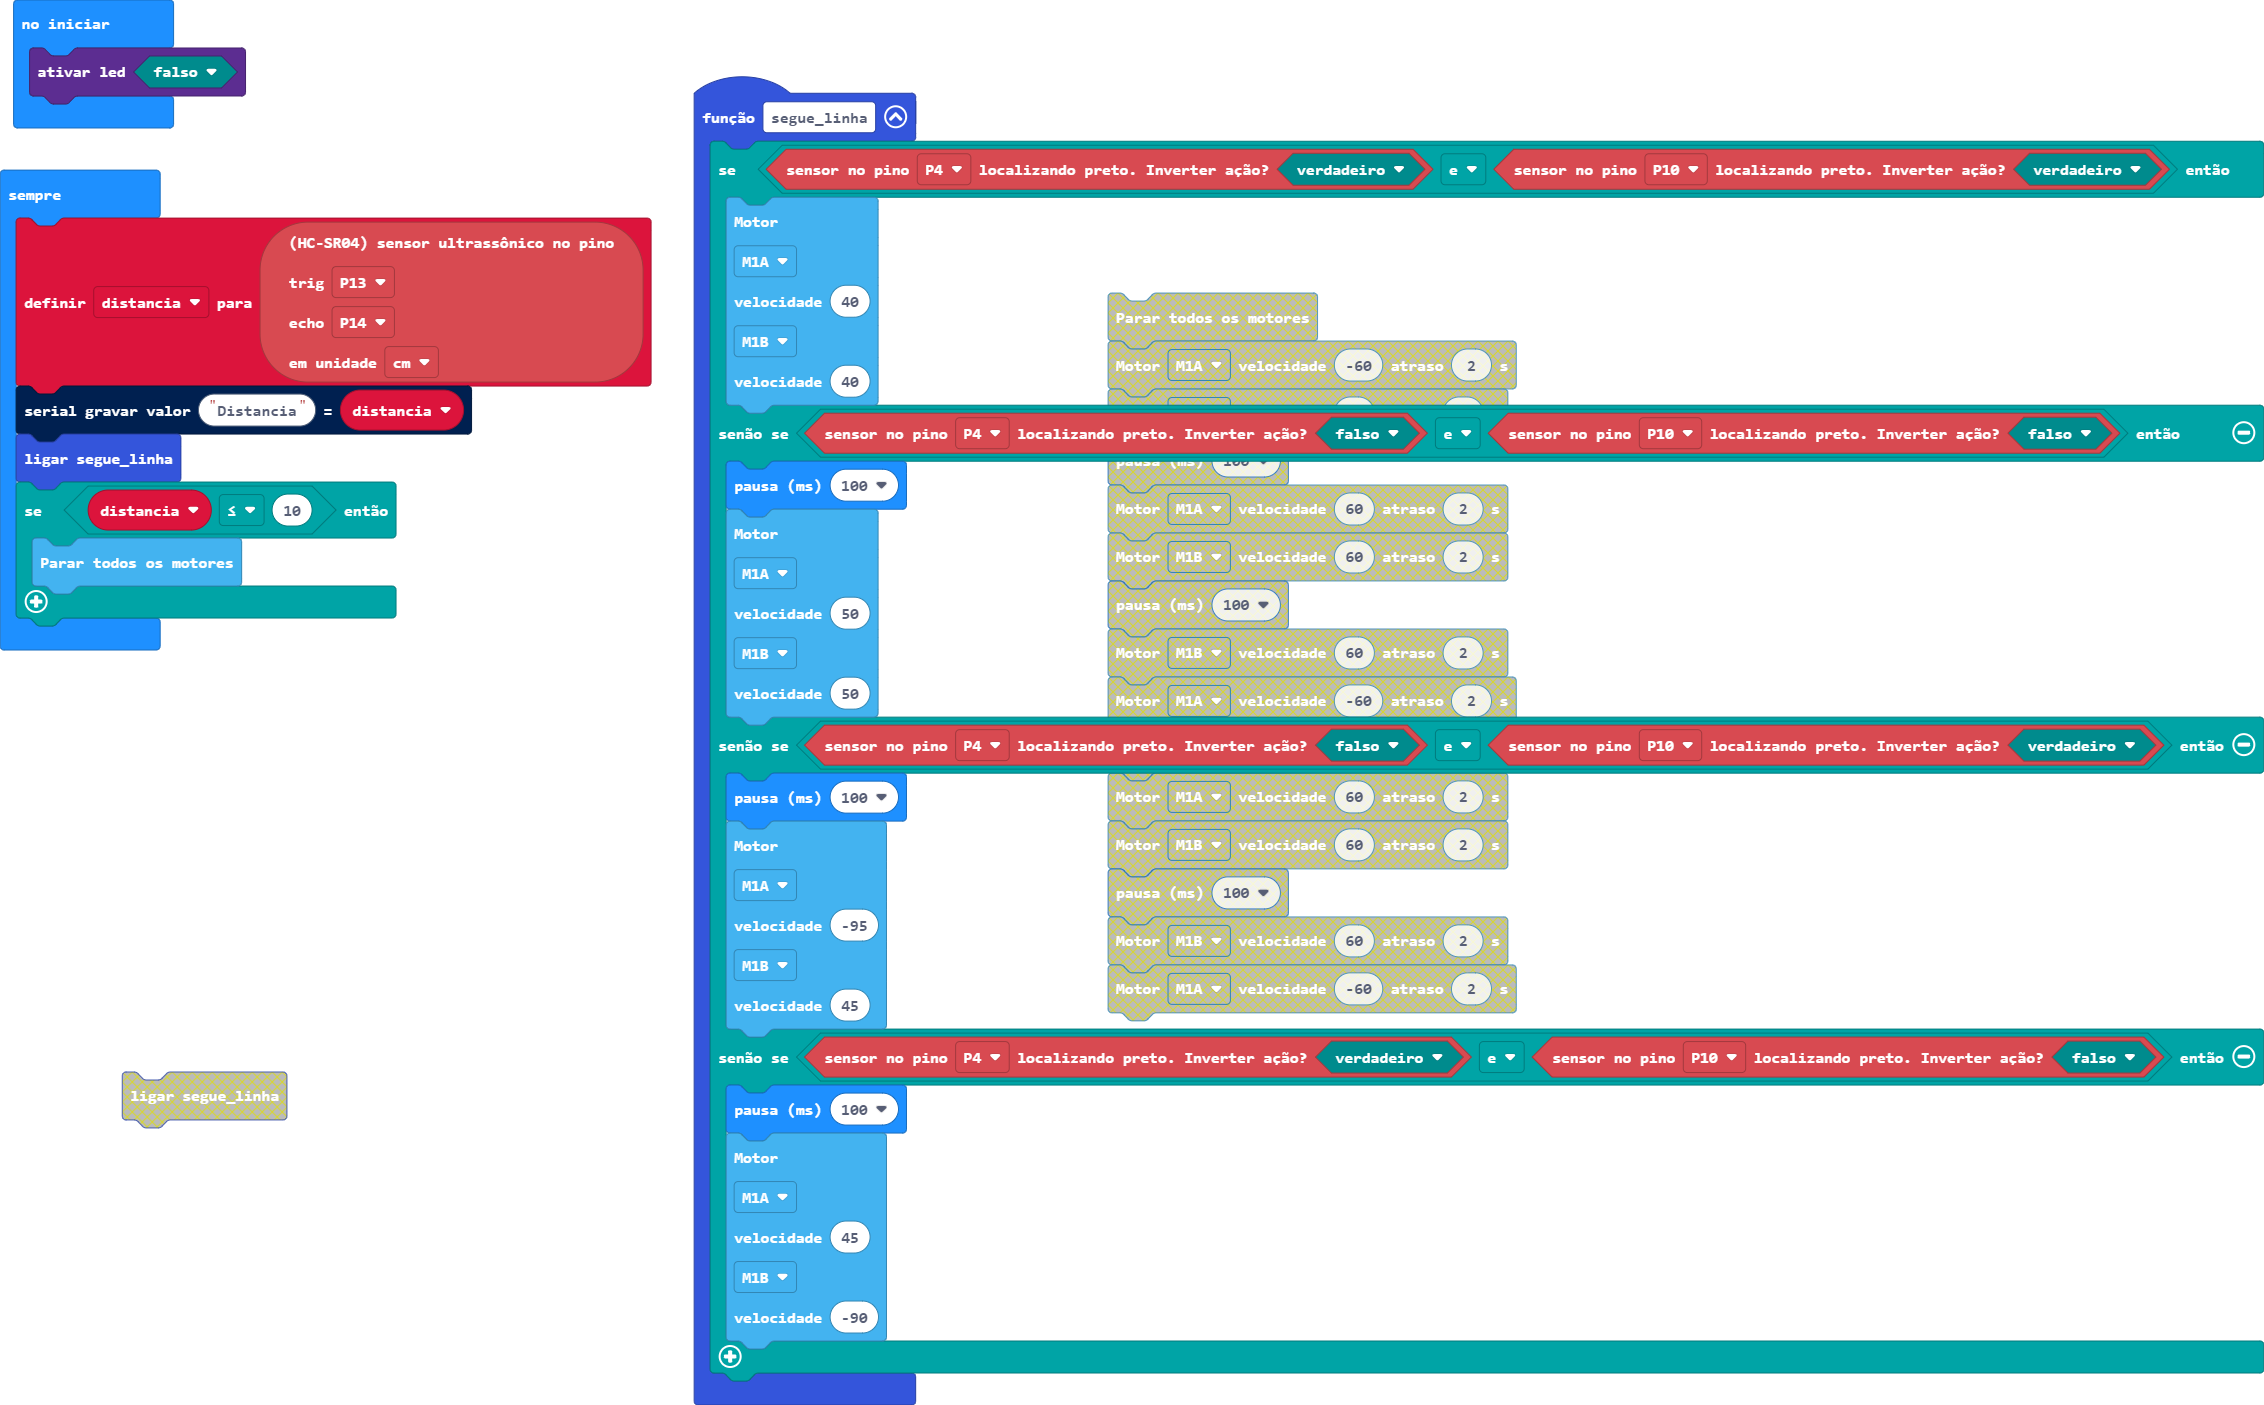 no iniciar
ativar led falso
sempre
definir distancia para (HC-SR04) sensor ultrassônico no pino
trig P13
echo P14
em unidade cm
serial gravar valor "Distancia" = distancia
ligar segue_linha
se distancia ≤ 10 então
Parar todos os motores
ligar segue_linha
função segue_linha
se sensor no pino P4 localizando preto. Inverter ação? verdadeiro e sensor no pino P10 localizando preto. Inverter ação? verdadeiro então
Motor
M1A
velocidade 40
M1B
velocidade 40
senão se sensor no pino P4 localizando preto. Inverter ação? falso e sensor no pino P10 localizando preto. Inverter ação? falso então
pausa (ms) 100
Motor
M1A
velocidade 50
M1B
velocidade 50
senão se sensor no pino P4 localizando preto. Inverter ação? falso e sensor no pino P10 localizando preto. Inverter ação? verdadeiro então
pausa (ms) 100
Motor
M1A
velocidade -95
M1B
velocidade 45
senão se sensor no pino P4 localizando preto. Inverter ação? verdadeiro e sensor no pino P10 localizando preto. Inverter ação? falso então
pausa (ms) 100
Motor
M1A
velocidade 45
M1B
velocidade -90
Parar todos os motores
Motor M1A velocidade -60 atraso 2 s
pausa (ms) 100
Motor M1A velocidade 60 atraso 2 s
Motor M1B velocidade 60 atraso 2 s
pausa (ms) 100
Motor M1B velocidade 60 atraso 2 s
Motor M1A velocidade -60 atraso 2 s
Motor M1A velocidade 60 atraso 2 s
Motor M1B velocidade 60 atraso 2 s
pausa (ms) 100
Motor M1B velocidade 60 atraso 2 s
Motor M1A velocidade -60 atraso 2 s